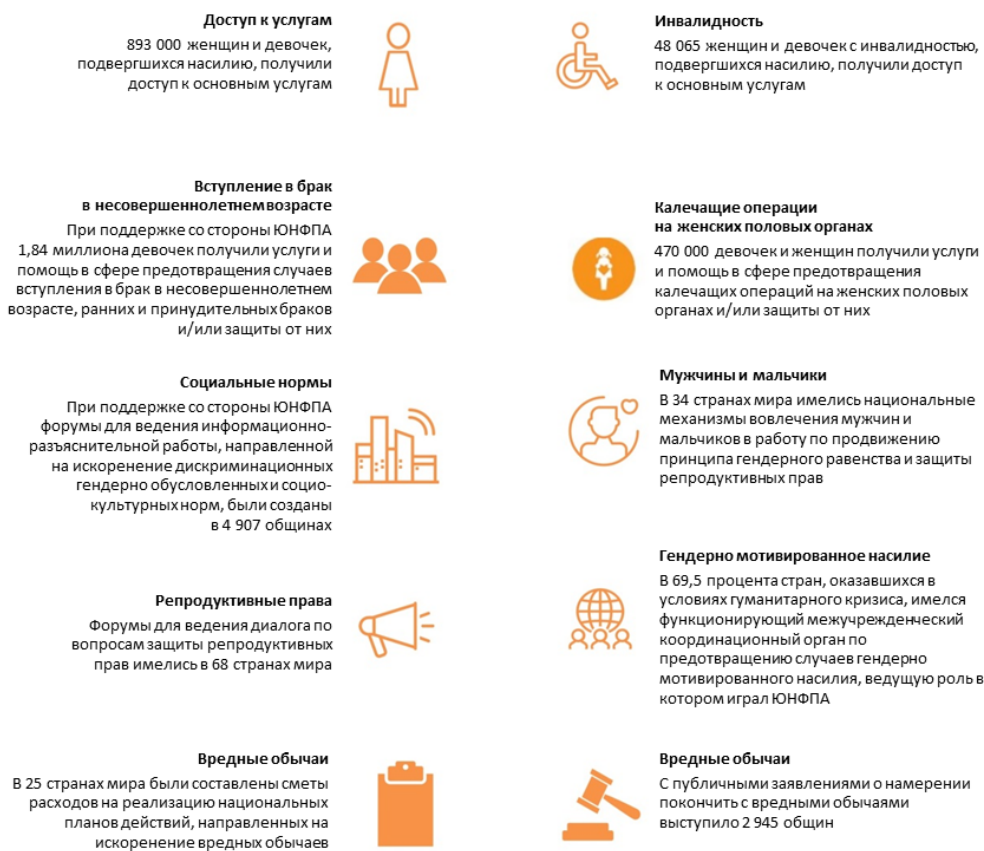 Доступ к услугам
893 000 женщин и девочек,
подвергшихся насилию, получили
доступ к основным услугам
Инвалидность
48 065 женщин и девочек с инвалидностью,
подвергшихся насилию, получили доступ
к основным услугам
Вступление в брак
в несовершеннолетнем возрасте
При поддержке со стороны ЮНФПА
1,84 миллиона девочек получили услуги и
помощь в сфере предотвращения случаев
вступления в брак в несовершеннолетнем
возрасте, ранних и принудительных браков
и/или защиты от них
Калечащие операции
на женских половых органах
470 000 девочек и женщин получили услуги
и помощь в сфере предотвращения
калечащих операций на женских половых
органах и/или защиты от них
Социальные нормы
При поддержке со стороны ЮНФПА
форумы для ведения информационно-
разъяснительной работы, направленной
на искоренение дискриминационных
гендерно обусловленных и социо-
культурных норм, были созданы
в 4 907 общинах
Мужчины и мальчики
В 34 странах мира имелись национальные
механизмы вовлечения мужчин и
мальчиков в работу по продвижению
принципа гендерного равенства и защиты
репродуктивных прав
Репродуктивные права
Форумы для ведения диалога по
вопросам защиты репродуктивных
прав имелись в 68 странах мира
Гендерно мотивированное насилие
В 69,5 процента стран, оказавшихся в
условиях гуманитарного кризиса, имелся
функционирующий межучрежденческий
координационный орган по
предотвращению случаев гендерно
мотивированного насилия, ведущую роль в
котором играл ЮНФПА
Вредные обычаи
В 25 странах мира были составлены сметы
расходов на реализацию национальных
планов действий, направленных на
искоренение вредных обычаев
Вредные обычаи
С публичными заявлениями о намерении
покончить с вредными обычаями
выступило 2 945 общин